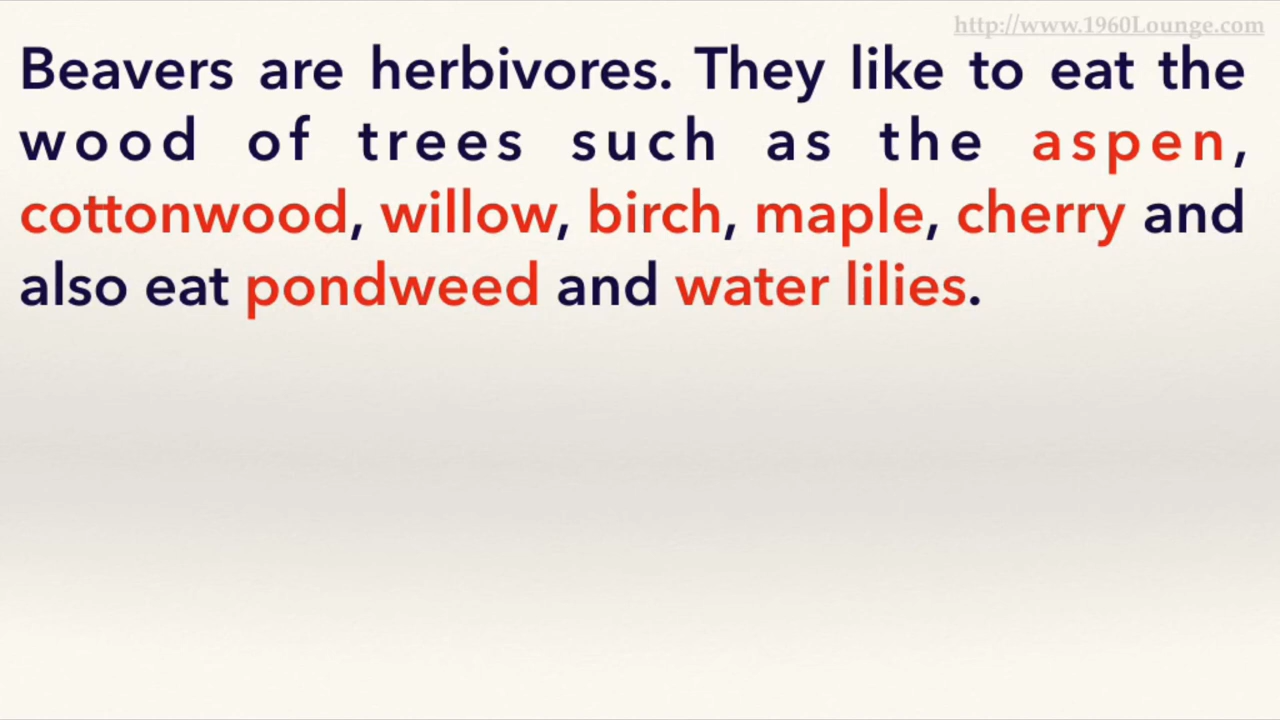 http://www.1960Lounge.com
Beavers are herbivores. They like to eat the
wood of trees such as the aspen,
cottonwood, willow, birch, maple, cherry and
also eat pondweed and water lilies.